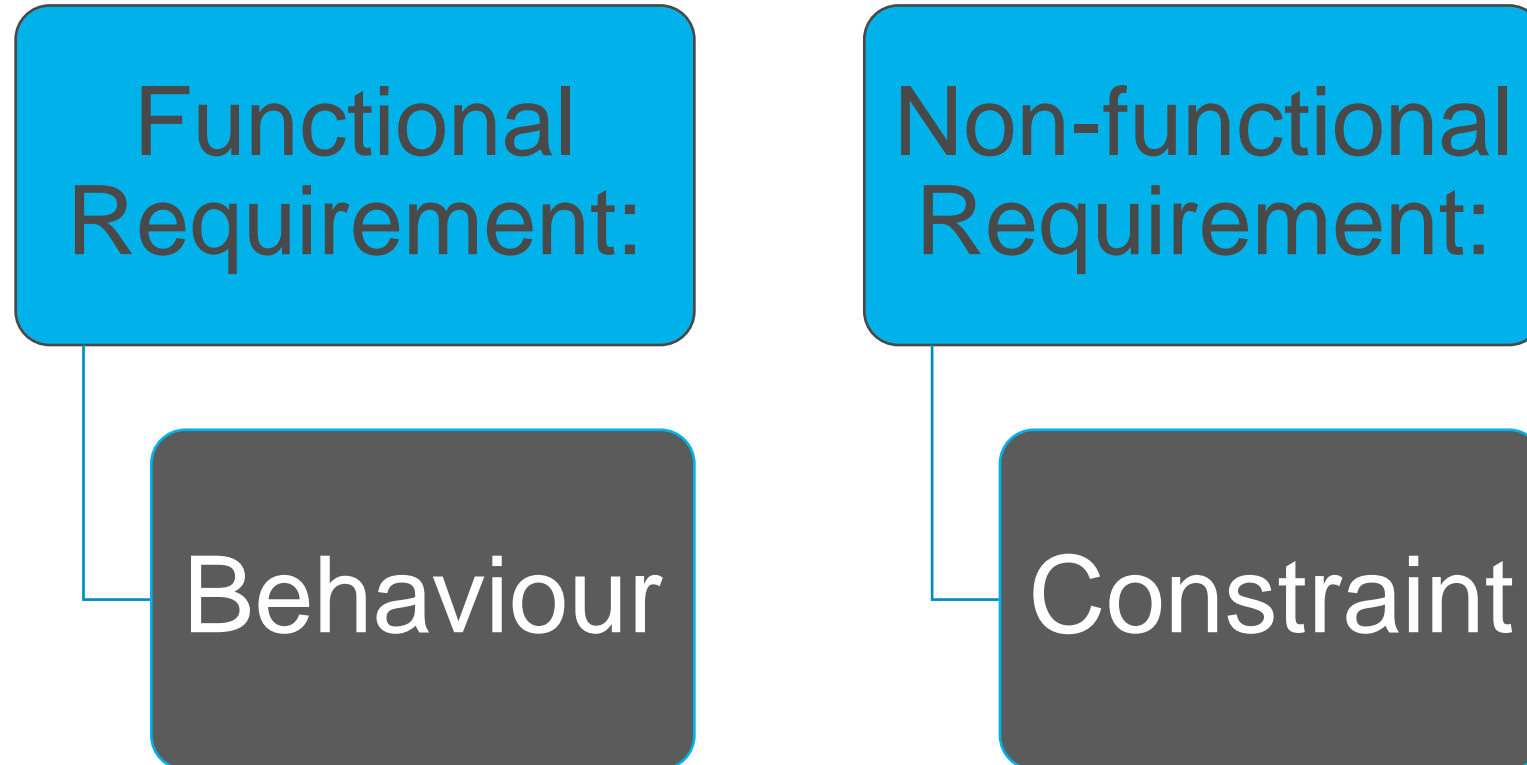 Functional
Requirement:
Behaviour
Non-functional
Requirement:
Constraint